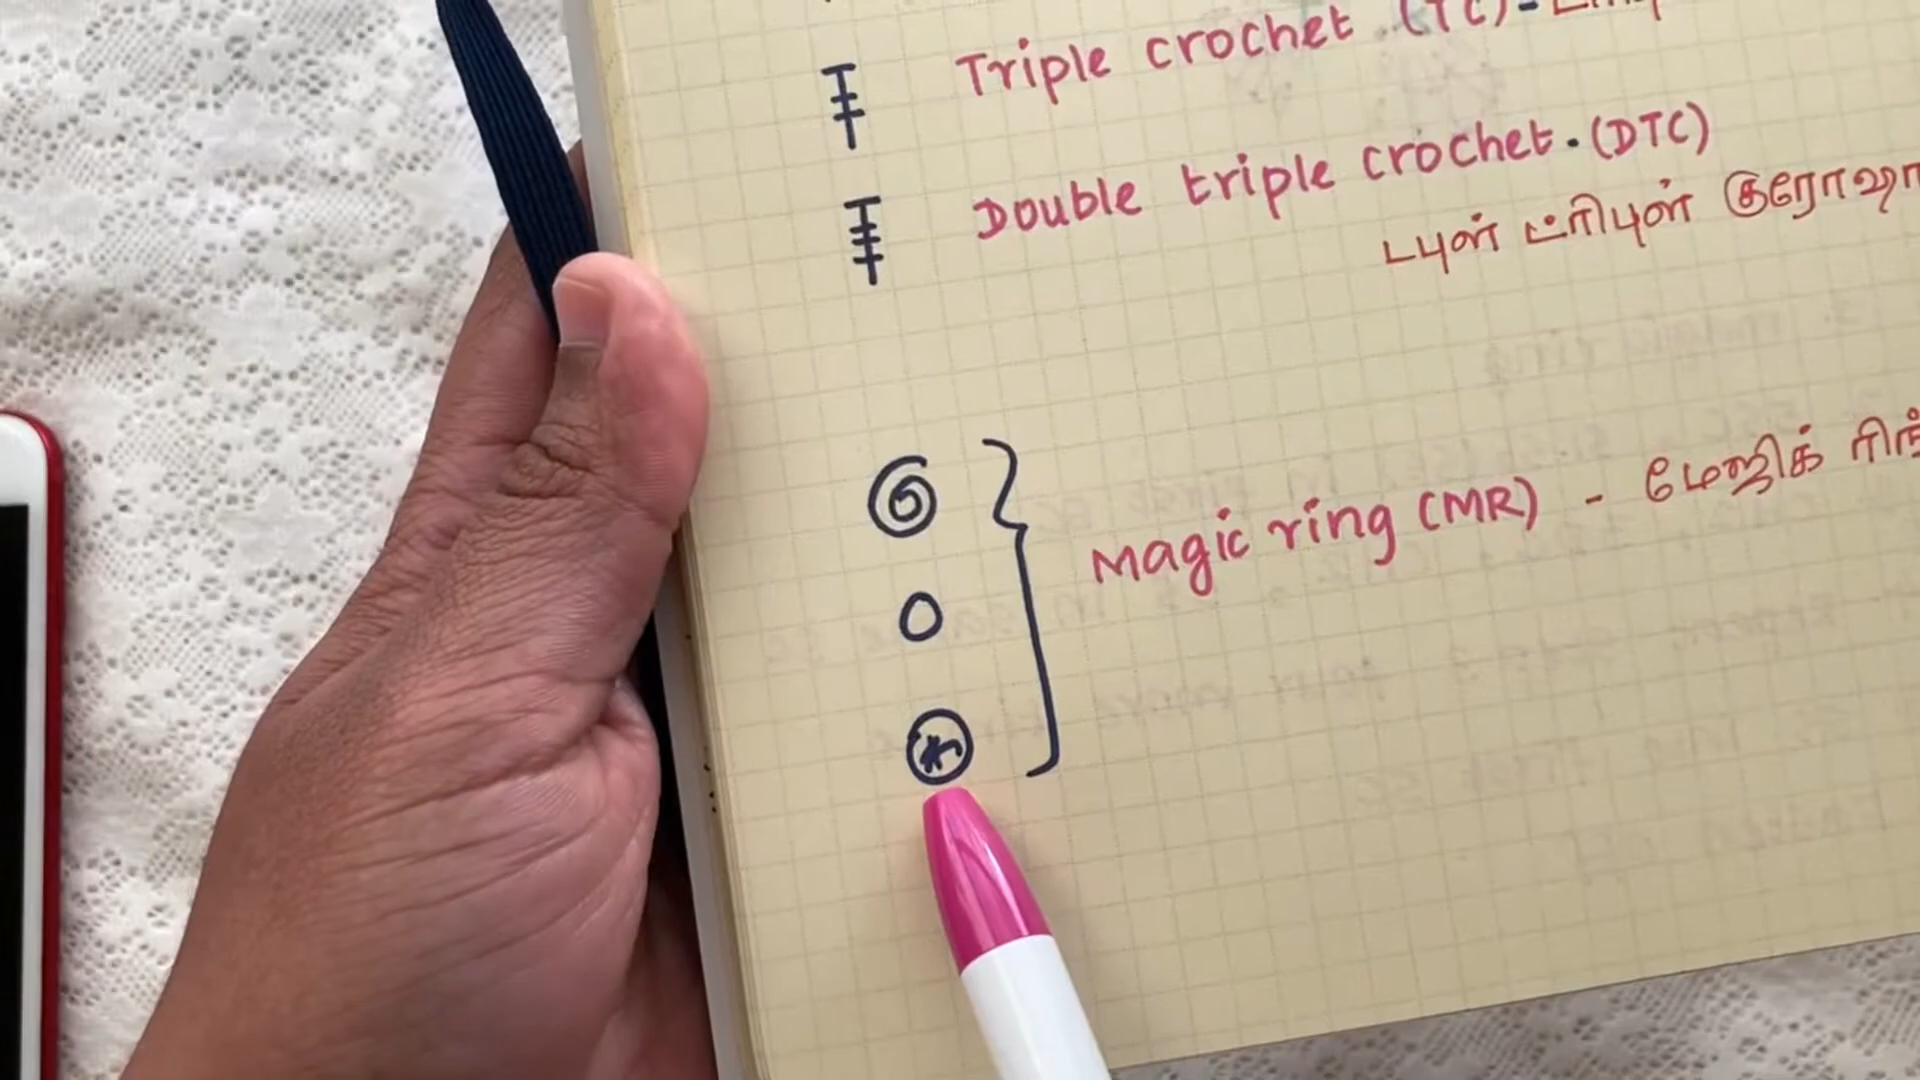 Triple crochet (TC) -
Double triple crochet. (DTC)
டபுள் ட்ரிபுள் குரோஷா
Magic ring (MR) - மேஜிக் ரிங்